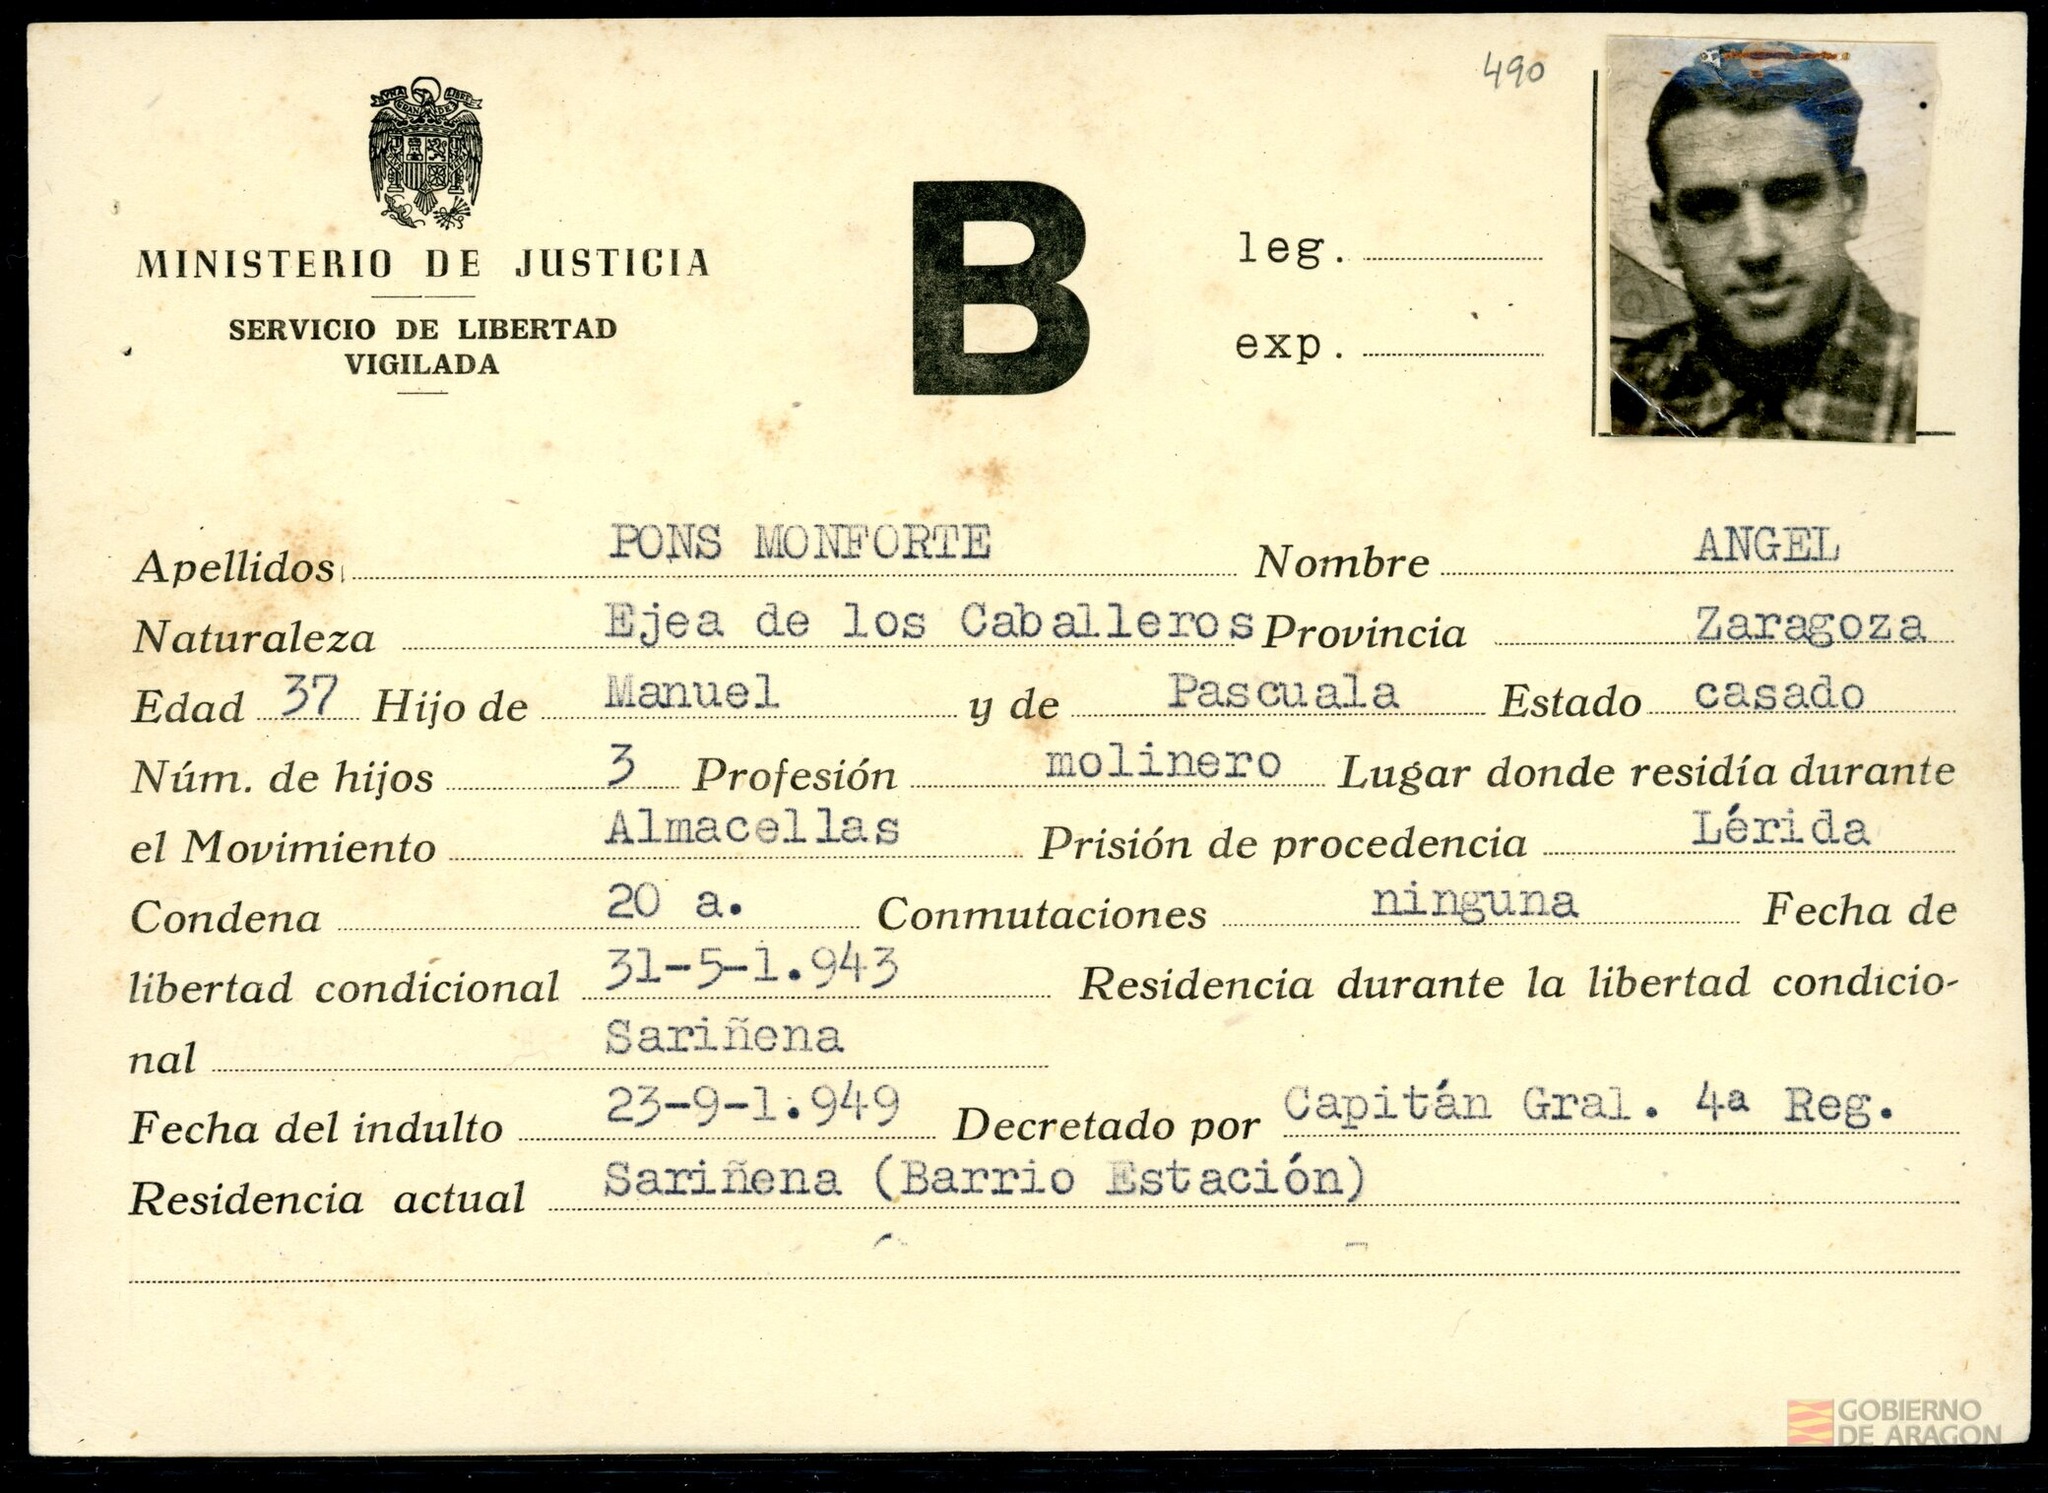 490
UNA GRANDE LIBRE
MINISTERIO DE JUSTICIA
SERVICIO DE LIBERTAD
VIGILADA
B
leg.
exp.
Apellidos PONS MONFORTE Nombre ANGEL
Naturaleza Ejea de los Caballeros Provincia Zaragoza
Edad 37 Hijo de Manuel y de Pascuala Estado casado
Núm. de hijos 3 Profesión molinero Lugar donde residía durante
el Movimiento Almacellas Prisión de procedencia Lérida
Condena 20 a. Conmutaciones ninguna Fecha de
libertad condicional 31-5-1.943 Residencia durante la libertad condicio-
nal Sariñena
Fecha del indulto 23-9-1.949 Decretado por Capitán Gral. 4ª Reg.
Residencia actual Sariñena (Barrio Estación)
GOBIERNO
DE ARAGON